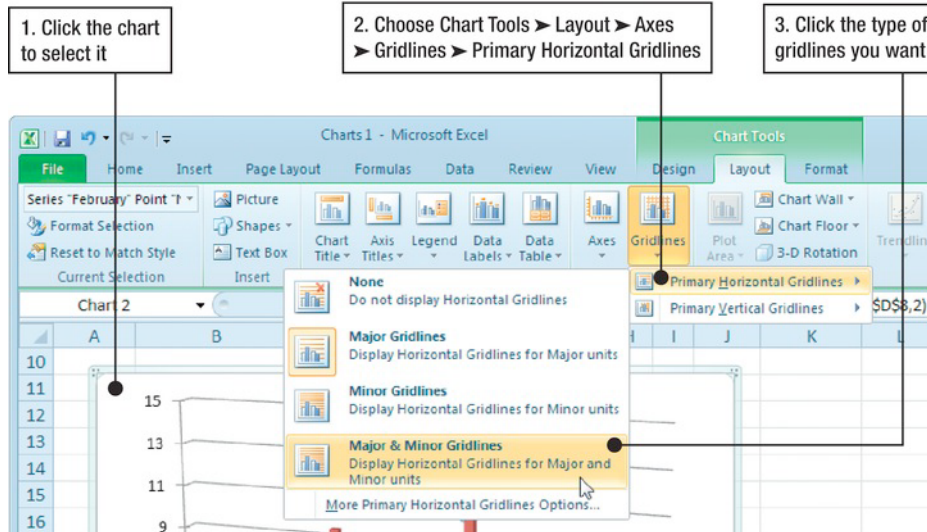 1. Click the chart
to select it
2. Choose Chart Tools ➤ Layout ➤ Axes
➤ Gridlines ➤ Primary Horizontal Gridlines
3. Click the type of
gridlines you want
Charts 1 - Microsoft Excel
Chart Tools
File Home Insert Page Layout Formulas Data Review View Design Layout Format
Series "February" Point
Format Selection
Reset to Match Style
Current Selection
Picture
Shapes
Text Box
Insert
Chart
Title
Axis
Titles
Legend
Data
Labels
Data
Table
Axes
Gridlines
Plot
Area
Chart Wall
Chart Floor
3-D Rotation
Primary Horizontal Gridlines
Primary Vertical Gridlines
Chart 2
$D$8,2)
None
Do not display Horizontal Gridlines
Major Gridlines
Display Horizontal Gridlines for Major units
Minor Gridlines
Display Horizontal Gridlines for Minor units
Major & Minor Gridlines
Display Horizontal Gridlines for Major and
Minor units
More Primary Horizontal Gridlines Options...
A B I J K L
10
11
12
13
14
15
16
15
13
11
9